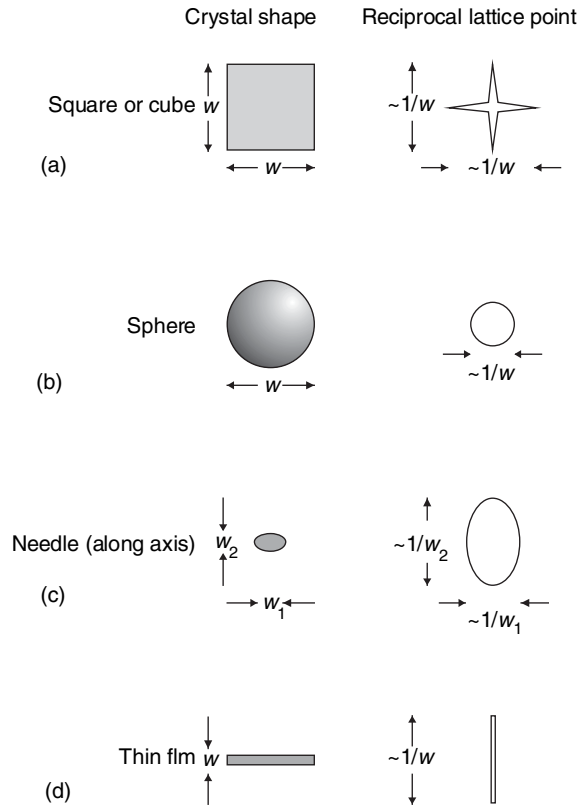 Crystal shape Reciprocal lattice point
Square or cube w ~1/w
(a) w ~1/w
Sphere
(b) w ~1/w
Needle (along axis) w₂ ~1/w₂
(c) w₁ ~1/w₁
Thin flm w ~1/w
(d)